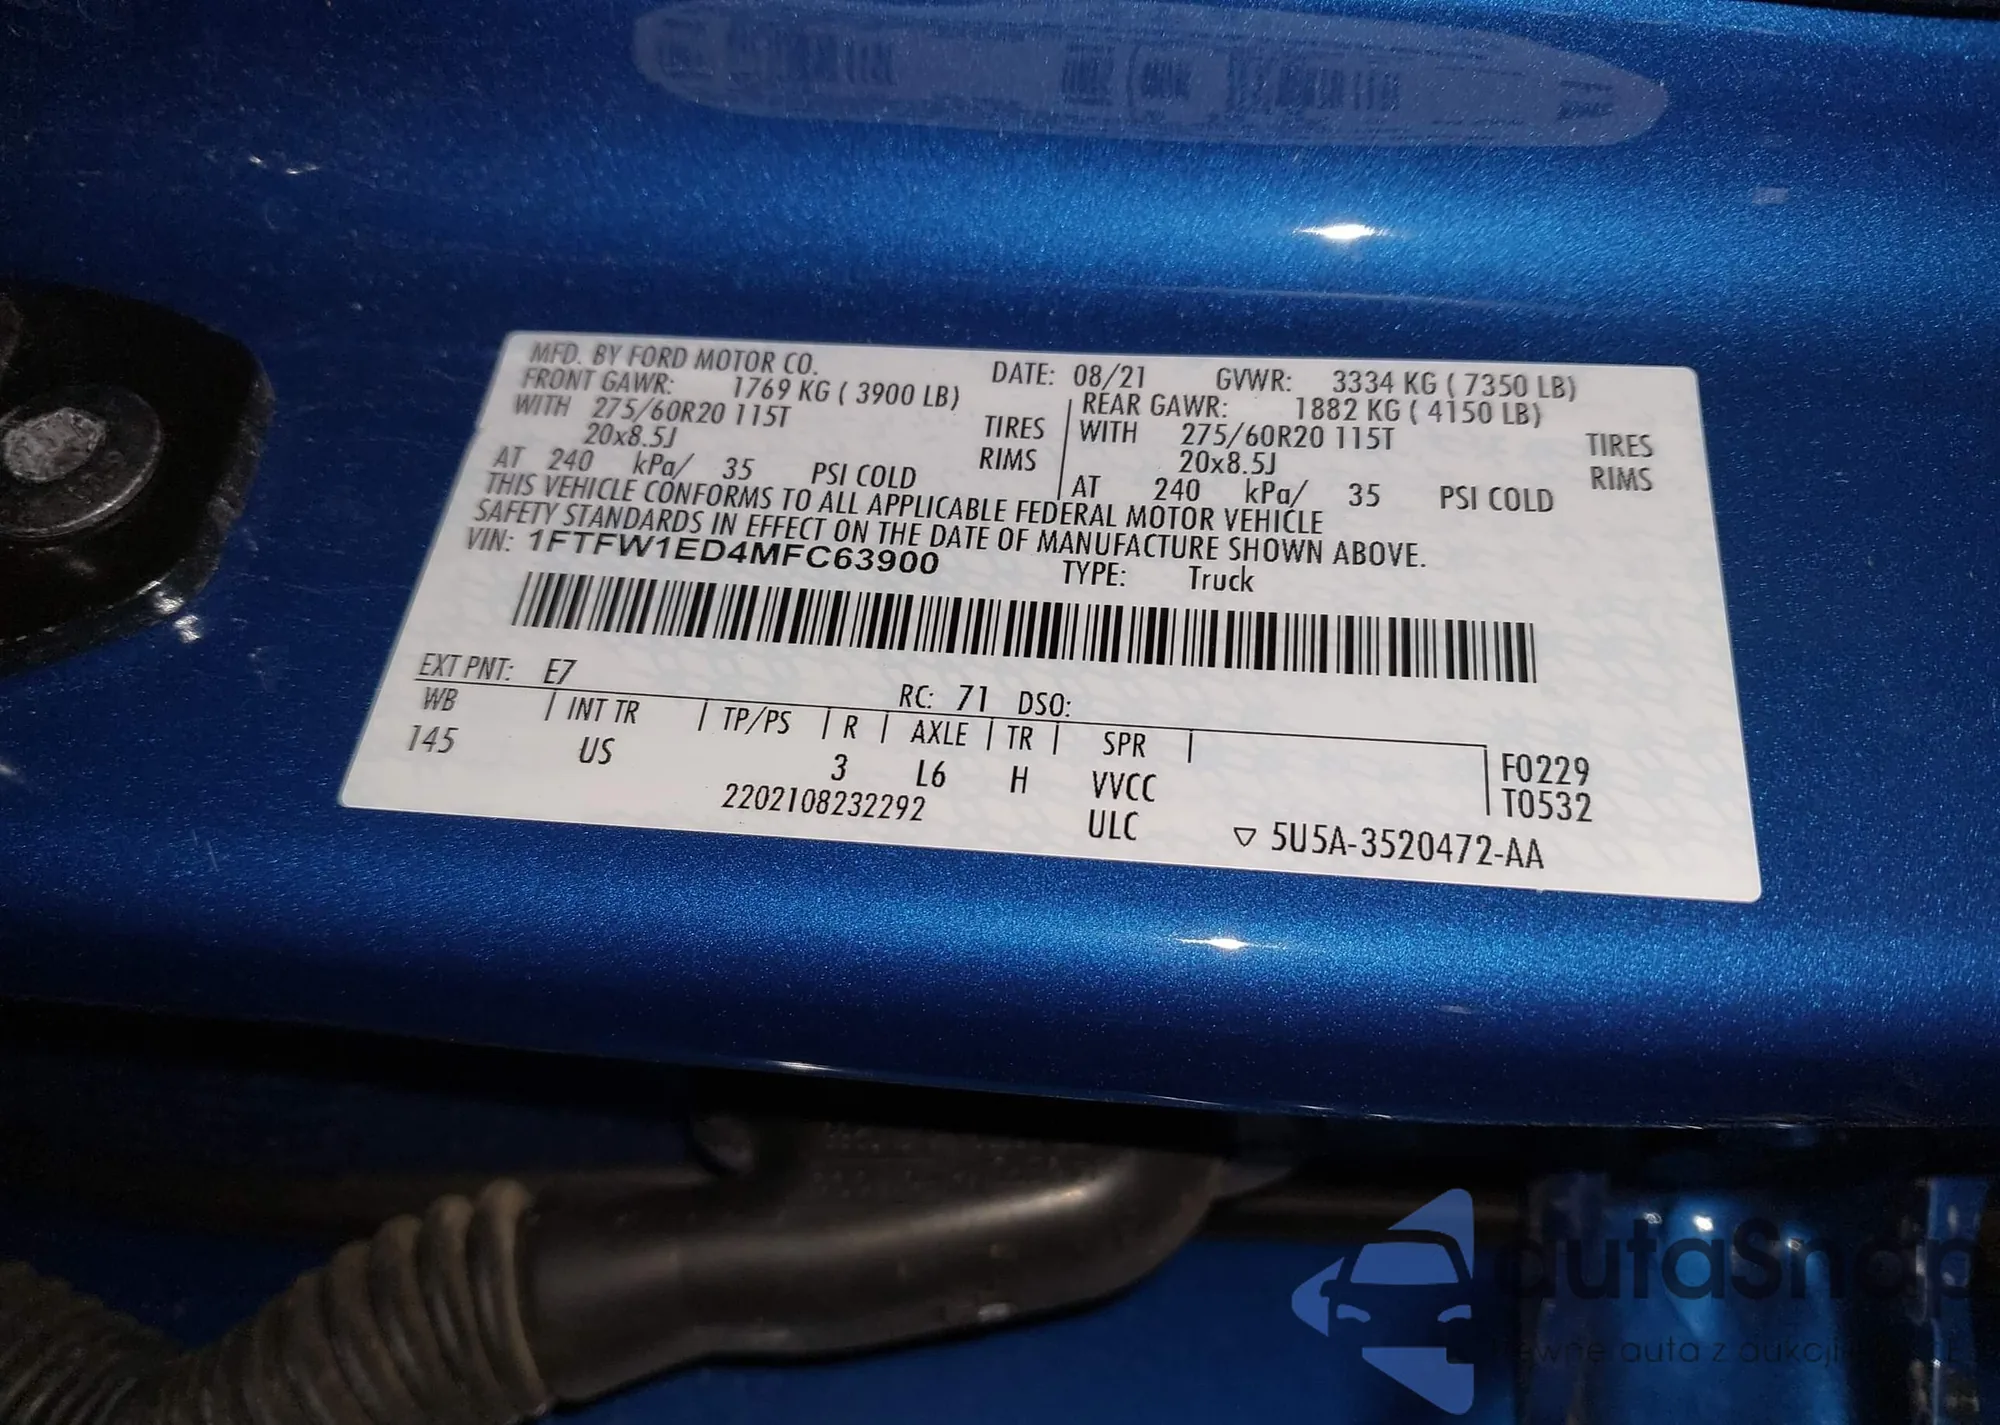 MFD. BY FORD MOTOR CO. DATE: 08/21 GVWR: 3334 KG ( 7350 LB)
FRONT GAWR: 1769 KG ( 3900 LB) REAR GAWR: 1882 KG ( 4150 LB)
WITH 275/60R20 115T TIRES WITH 275/60R20 115T TIRES
20x8.5J RIMS 20x8.5J RIMS
AT 240 kPa/ 35 PSI COLD AT 240 kPa/ 35 PSI COLD
THIS VEHICLE CONFORMS TO ALL APPLICABLE FEDERAL MOTOR VEHICLE
SAFETY STANDARDS IN EFFECT ON THE DATE OF MANUFACTURE SHOWN ABOVE.
VIN: 1FTFW1ED4MFC63900 TYPE: Truck
EXT PNT: E7 RC: 71 DSO:
WB INT TR TP/PS R AXLE TR SPR
145 US 3 L6 H VVCC F0229
T0532
2202108232292 ULC ▽ 5U5A-3520472-AA
autaSnap
auta z aukcji